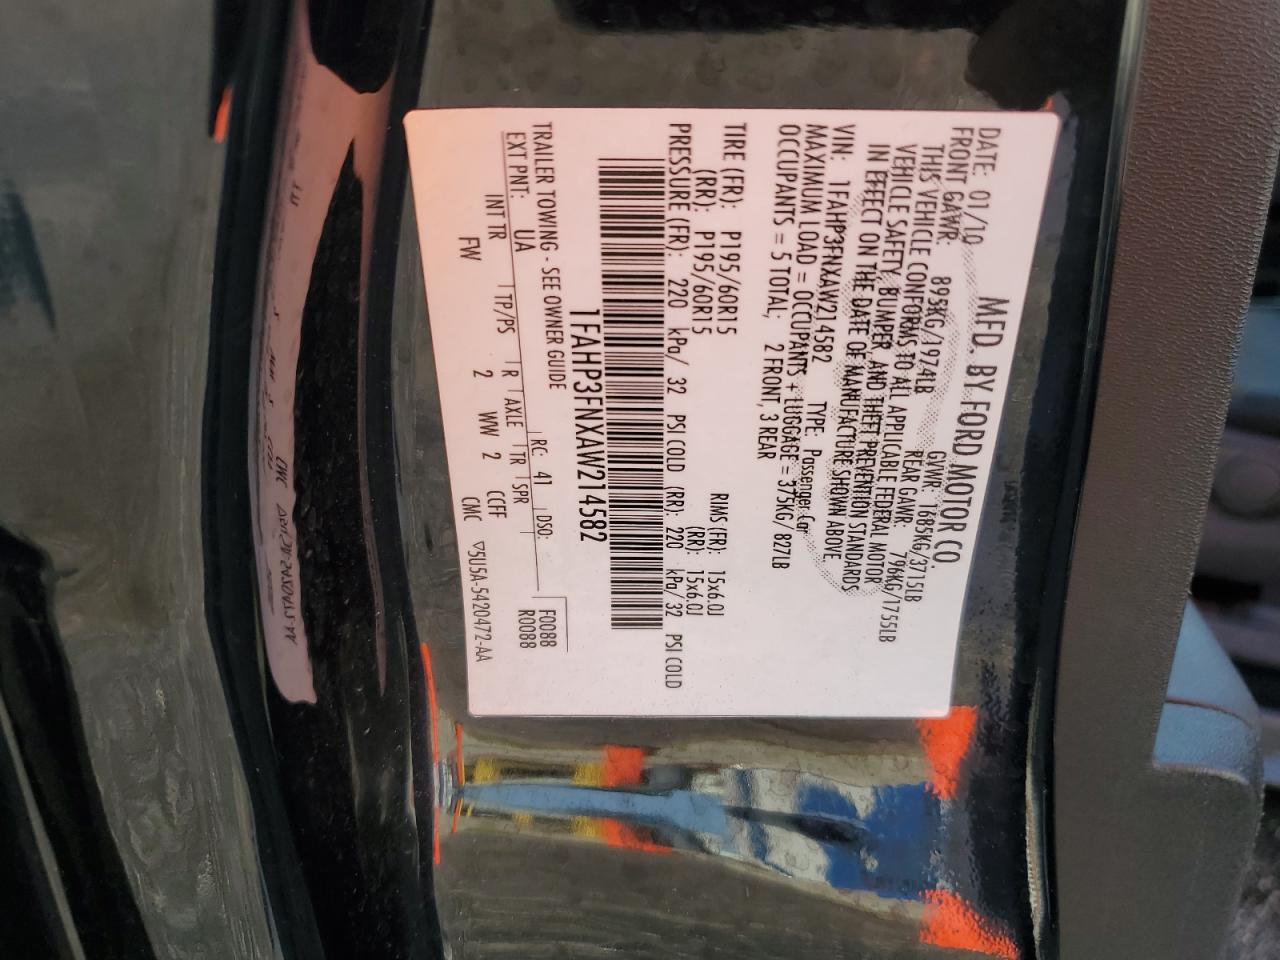 MFD. BY FORD MOTOR CO.
DATE: 01/10 GVWR: 1685KG/3715LB
FRONT GAWR: 895KG/1974LB REAR GAWR: 796KG/1755LB
THIS VEHICLE CONFORMS TO ALL APPLICABLE FEDERAL MOTOR
VEHICLE SAFETY, BUMPER, AND THEFT PREVENTION STANDARDS
IN EFFECT ON THE DATE OF MANUFACTURE SHOWN ABOVE.
VIN: 1FAHP3FNXAW214582 TYPE: Passenger Car
MAXIMUM LOAD = OCCUPANTS + LUGGAGE = 375KG/827LB
OCCUPANTS = 5 TOTAL, 2 FRONT, 3 REAR
TIRE (FR): P195/60R15 RIMS (FR): 15x6.0J
(RR): P195/60R15 (RR): 15x6.0J
PRESSURE (FR): 220 kPa/ 32 PSI COLD (RR): 220 kPa/ 32 PSI COLD
1FAHP3FNXAW214582
TRAILER TOWING - SEE OWNER GUIDE
F0088
EXT PNT: UA RC: 41 DSO: R0088
INT TR TP/PS R AXLE TR SPR
FW 2 WW 2 CCFF CMC ▽5U5A-5420472-AA